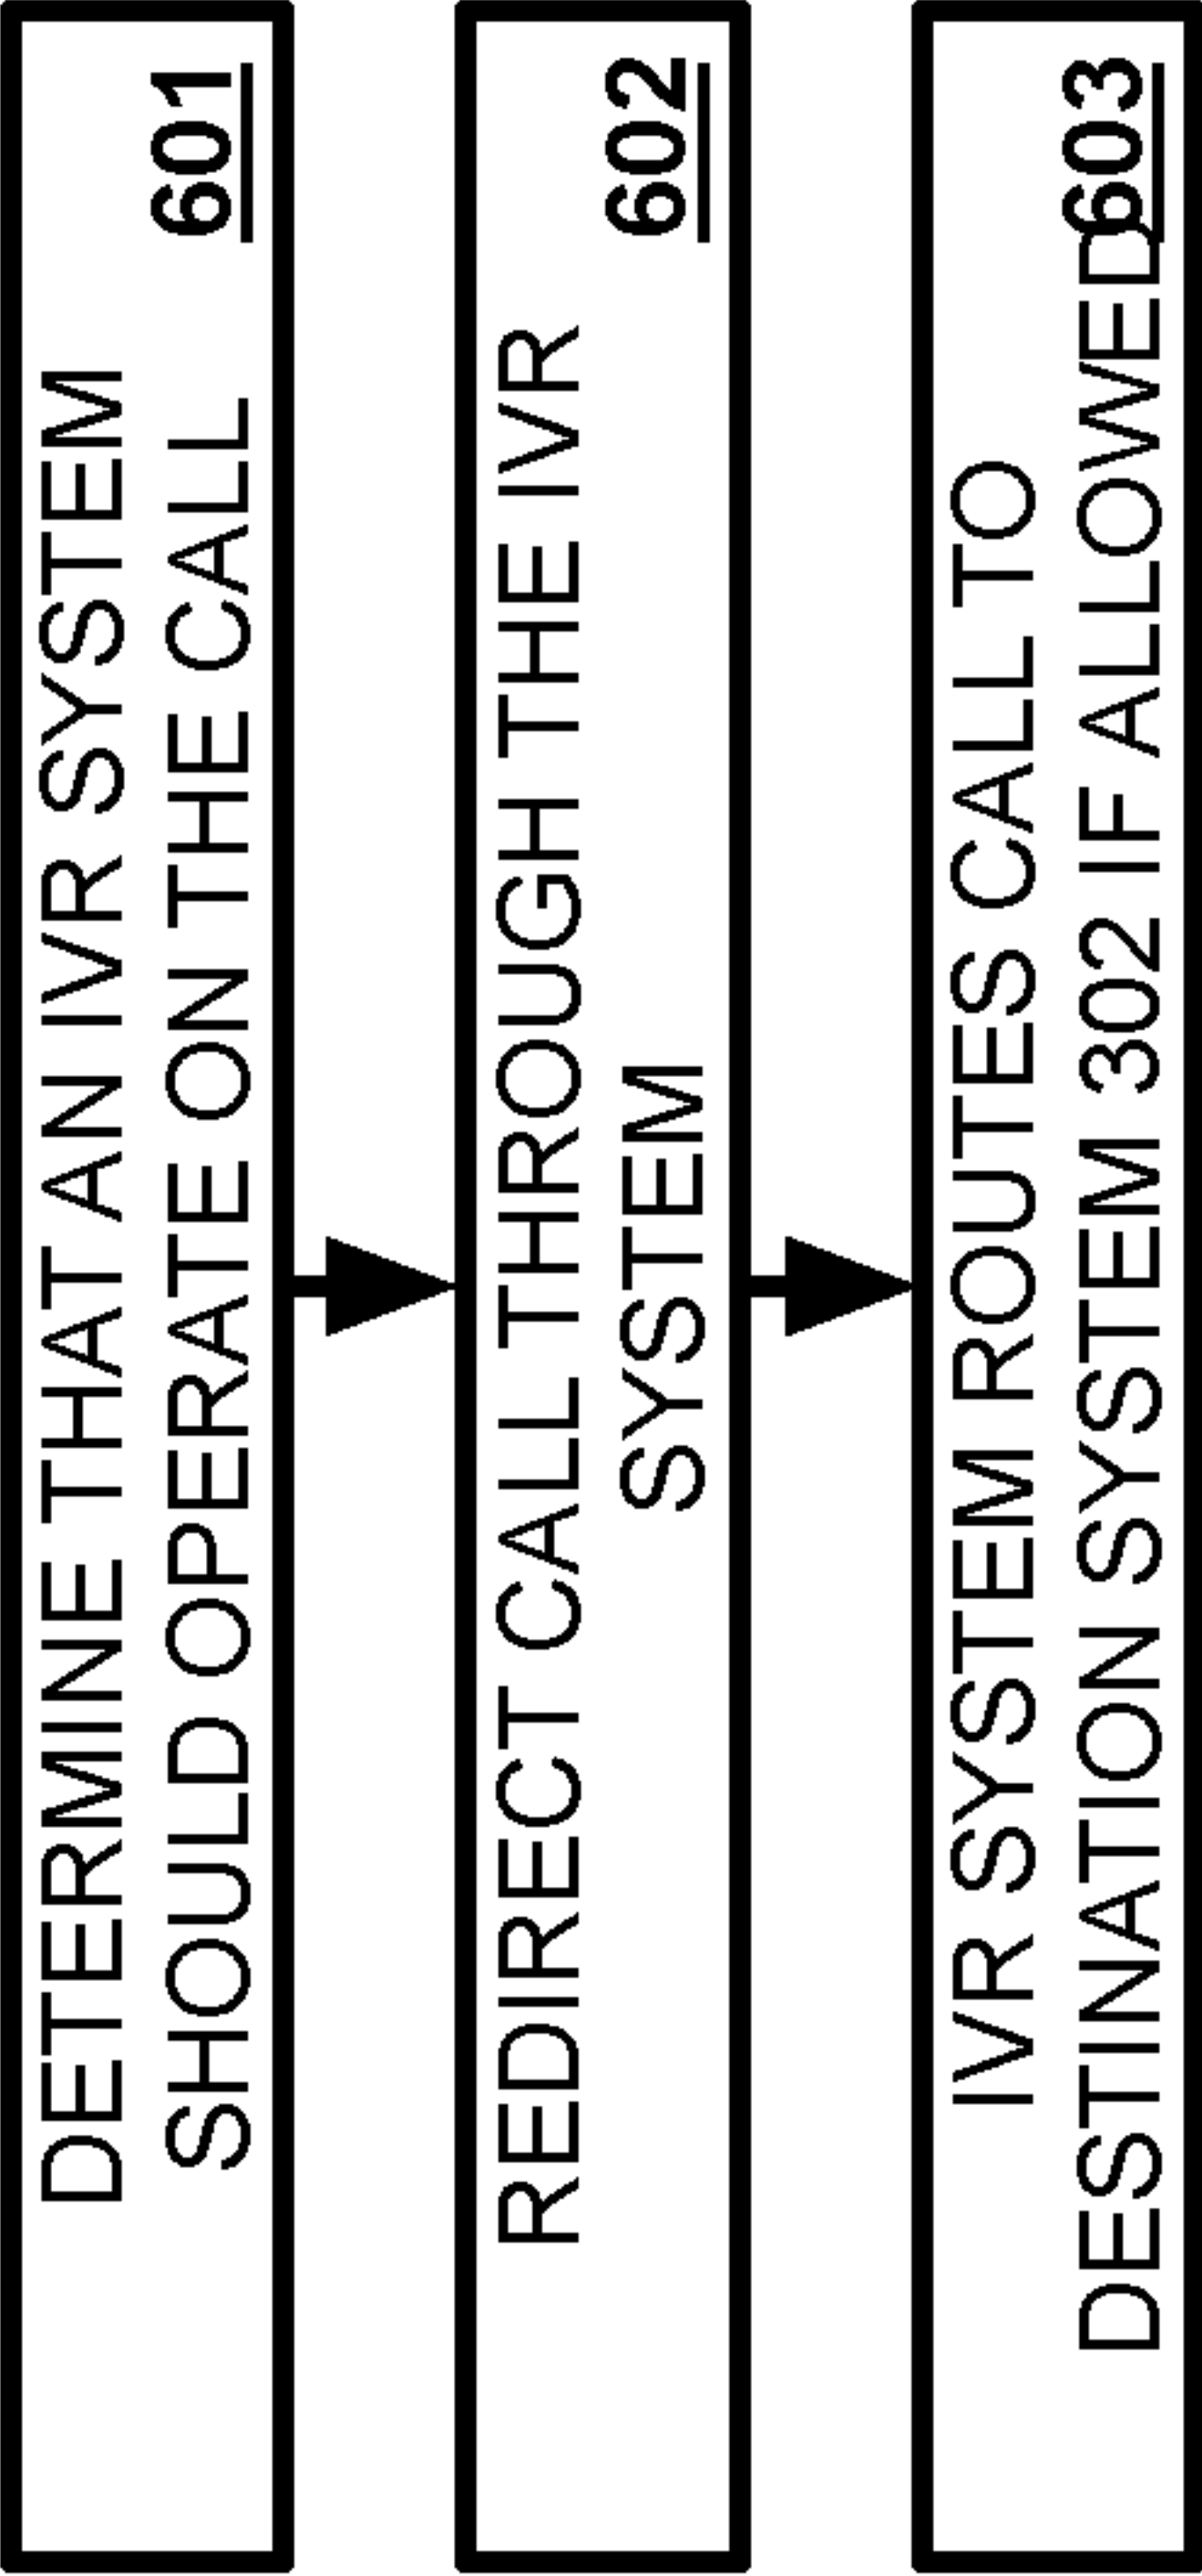 DETERMINE THAT AN IVR SYSTEM
SHOULD OPERATE ON THE CALL
601
REDIRECT CALL THROUGH THE IVR
SYSTEM
602
IVR SYSTEM ROUTES CALL TO
DESTINATION SYSTEM 302 IF ALLOWED
603